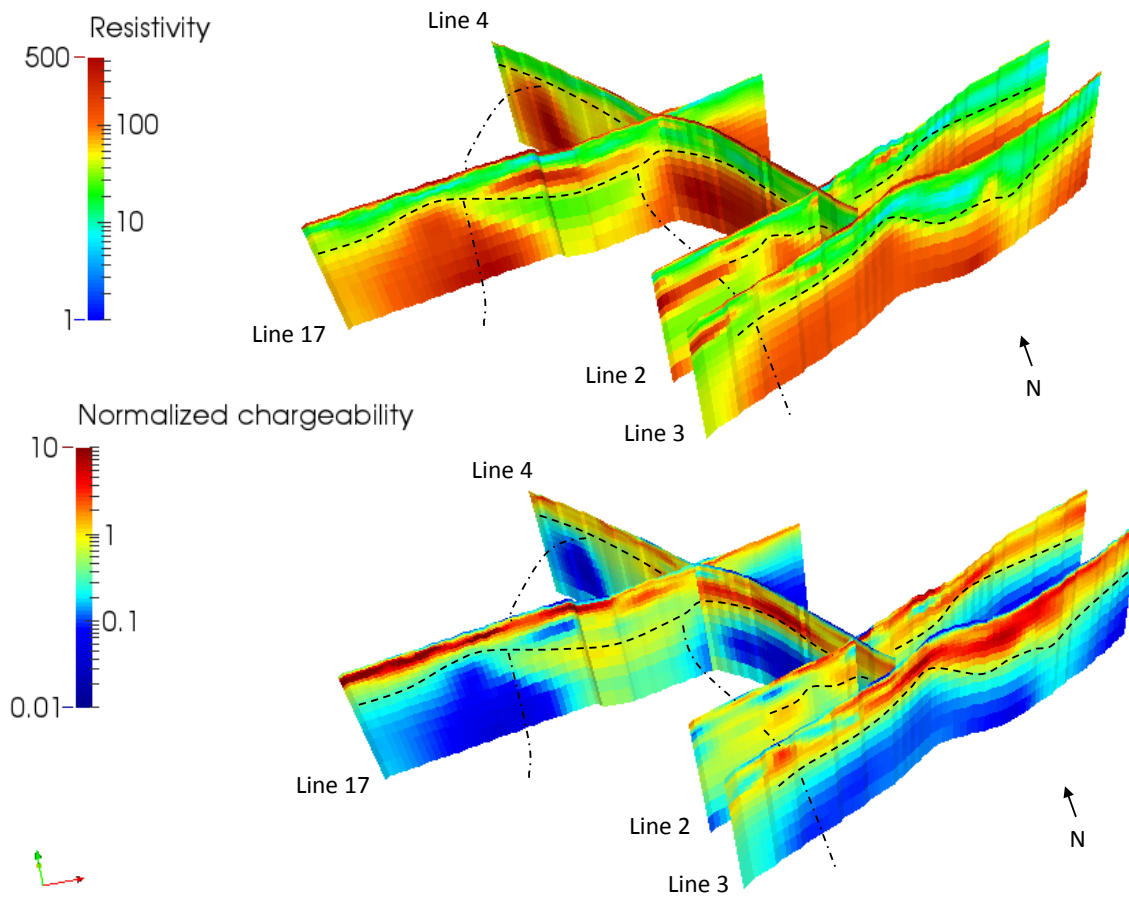 Line 4
Resistivity
500
100
10
1
Line 17
Line 2
N
Line 3
Normalized chargeability
10
Line 4
1
0.1
0.01
Line 17
Line 2
N
Line 3